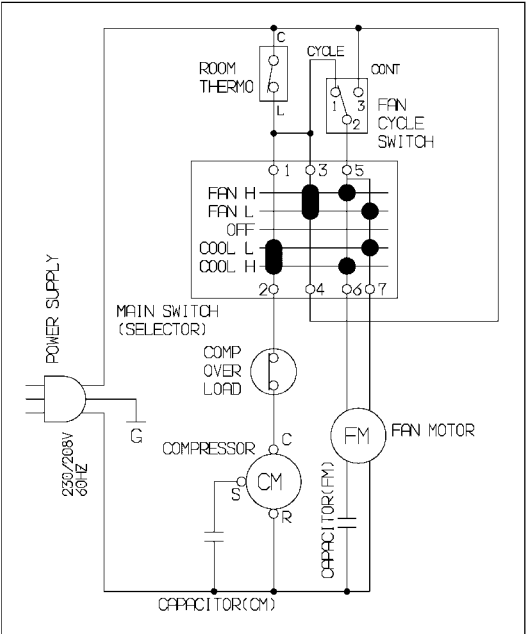 C
ROOM
THERMO
L
CYCLE
CONT
1
3
2
FAN
CYCLE
SWITCH
1
3
5
FAN H
FAN L
OFF
COOL L
COOL H
2
4
6
7
MAIN SWITCH
(SELECTOR)
POWER SUPPLY
230/208V
60HZ
G
COMP
OVER
LOAD
COMPRESSOR
C
S
CM
R
FM
FAN MOTOR
CAPACITOR(FM)
CAPACITOR(CM)